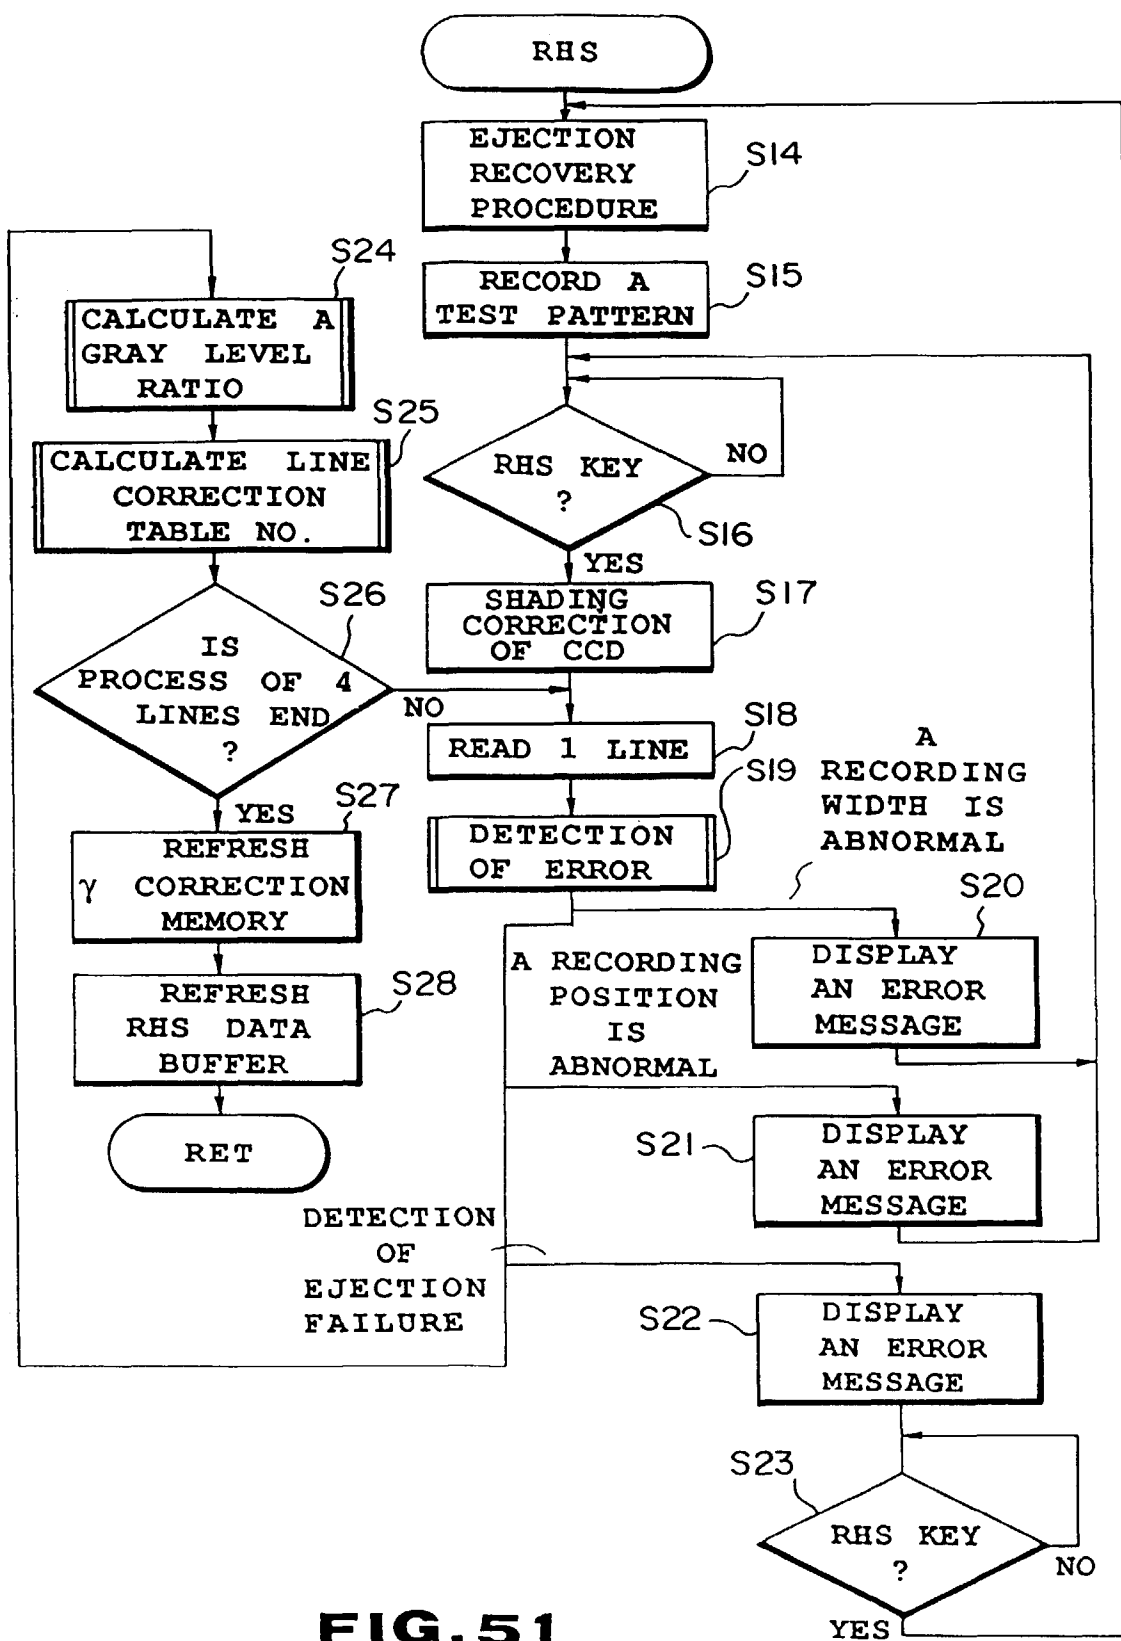 RHS
EJECTION
RECOVERY
PROCEDURE
S14
RECORD A
TEST PATTERN
S15
RHS KEY
?
NO
S16
YES
SHADING
CORRECTION
OF CCD
S17
READ 1 LINE
S18
DETECTION
OF ERROR
S19
A
RECORDING
WIDTH IS
ABNORMAL
S20
DISPLAY
AN ERROR
MESSAGE
A RECORDING
POSITION
IS
ABNORMAL
S21
DISPLAY
AN ERROR
MESSAGE
DETECTION
OF
EJECTION
FAILURE
S22
DISPLAY
AN ERROR
MESSAGE
S23
RHS KEY
?
NO
YES
S24
CALCULATE A
GRAY LEVEL
RATIO
S25
CALCULATE LINE
CORRECTION
TABLE NO.
S26
IS
PROCESS OF 4
LINES END
?
NO
YES
S27
REFRESH
γ CORRECTION
MEMORY
S28
REFRESH
RHS DATA
BUFFER
RET
FIG.51